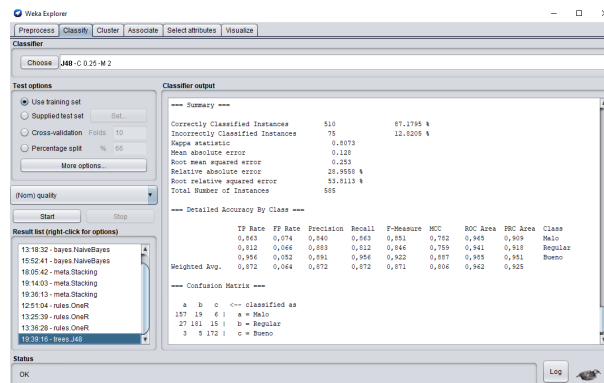 Weka Explorer
Preprocess Classify Cluster Associate Select attributes Visualize
Classifier
Choose J48 -C 0.25 -M 2
Test options
Use training set
Supplied test set Set...
Cross-validation Folds 10
Percentage split % 66
More options...
(Nom) quality
Start Stop
Result list (right-click for options)
13:18:32 - bayes.NaiveBayes
15:52:41 - bayes.NaiveBayes
18:05:42 - meta.Stacking
19:14:03 - meta.Stacking
19:36:13 - meta.Stacking
12:51:04 - rules.OneR
13:25:39 - rules.OneR
13:36:28 - rules.OneR
19:39:16 - trees.J48
Classifier output
=== Summary ===
Correctly Classified Instances 510 87.1795 %
Incorrectly Classified Instances 75 12.8205 %
Kappa statistic 0.8073
Mean absolute error 0.128
Root mean squared error 0.253
Relative absolute error 28.9558 %
Root relative squared error 53.8113 %
Total Number of Instances 585
=== Detailed Accuracy By Class ===
TP Rate FP Rate Precision Recall F-Measure MCC ROC Area PRC Area Class
0,863 0,074 0,840 0,863 0,851 0,782 0,965 0,909 Malo
0,812 0,066 0,883 0,812 0,846 0,759 0,941 0,918 Regular
0,956 0,052 0,891 0,956 0,922 0,887 0,985 0,951 Bueno
Weighted Avg. 0,872 0,064 0,872 0,872 0,871 0,806 0,962 0,925
=== Confusion Matrix ===
a b c <-- classified as
157 19 6 | a = Malo
27 181 15 | b = Regular
3 5 172 | c = Bueno
Status
OK
Log